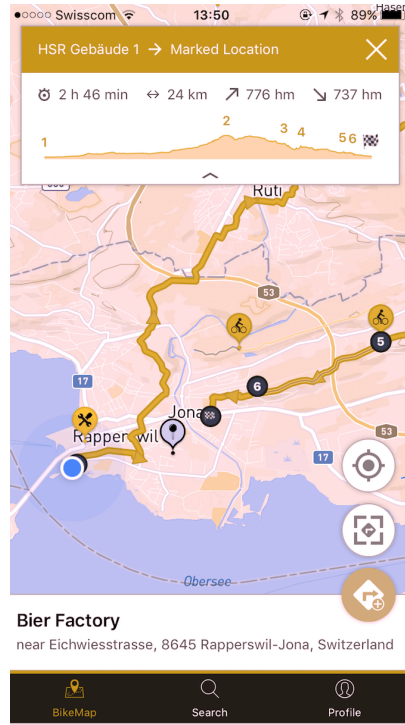 Swisscom 13:50 89%
HSR Gebäude 1 → Marked Location
2 h 46 min ↔ 24 km ↗ 776 hm ↘ 737 hm
1 2 3 4 5 6
Rüti
53
5
6
17
Jona
Rapperswil
53
17
Obersee
Bier Factory
near Eichwiesstrasse, 8645 Rapperswil-Jona, Switzerland
BikeMap Search Profile